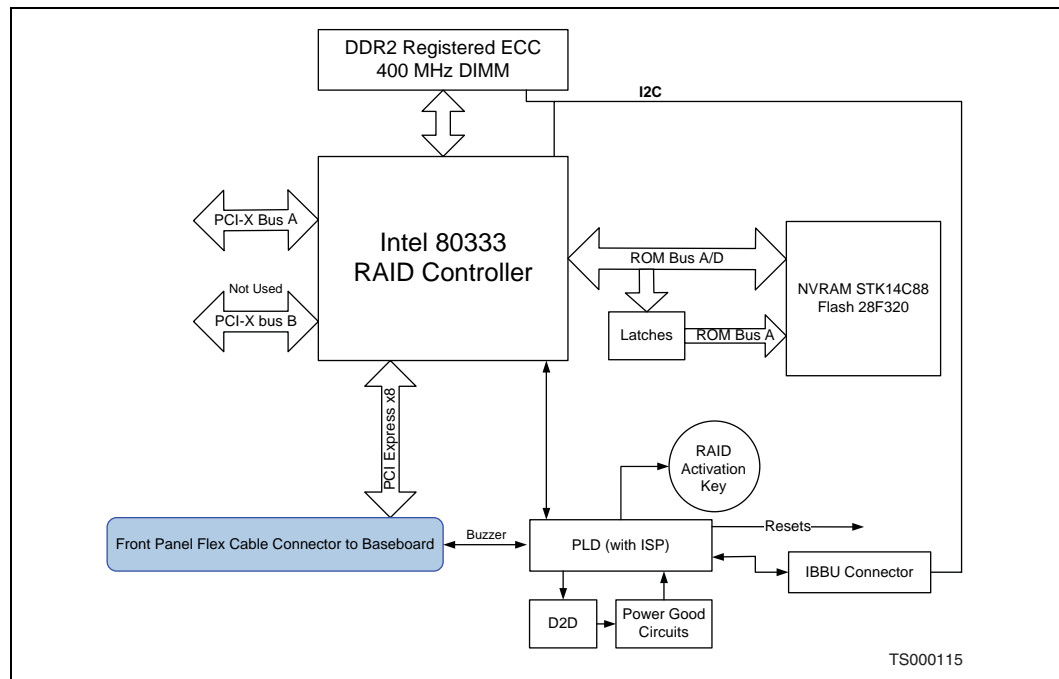 DDR2 Registered ECC
400 MHz DIMM
I2C
PCI-X Bus A
Intel 80333
RAID Controller
ROM Bus A/D
NVRAM STK14C88
Flash 28F320
Not Used
PCI-X bus B
Latches
ROM Bus A
PCI Express x8
RAID
Activation
Key
Front Panel Flex Cable Connector to Baseboard
Buzzer
PLD (with ISP)
Resets
IBBU Connector
D2D
Power Good
Circuits
TS000115